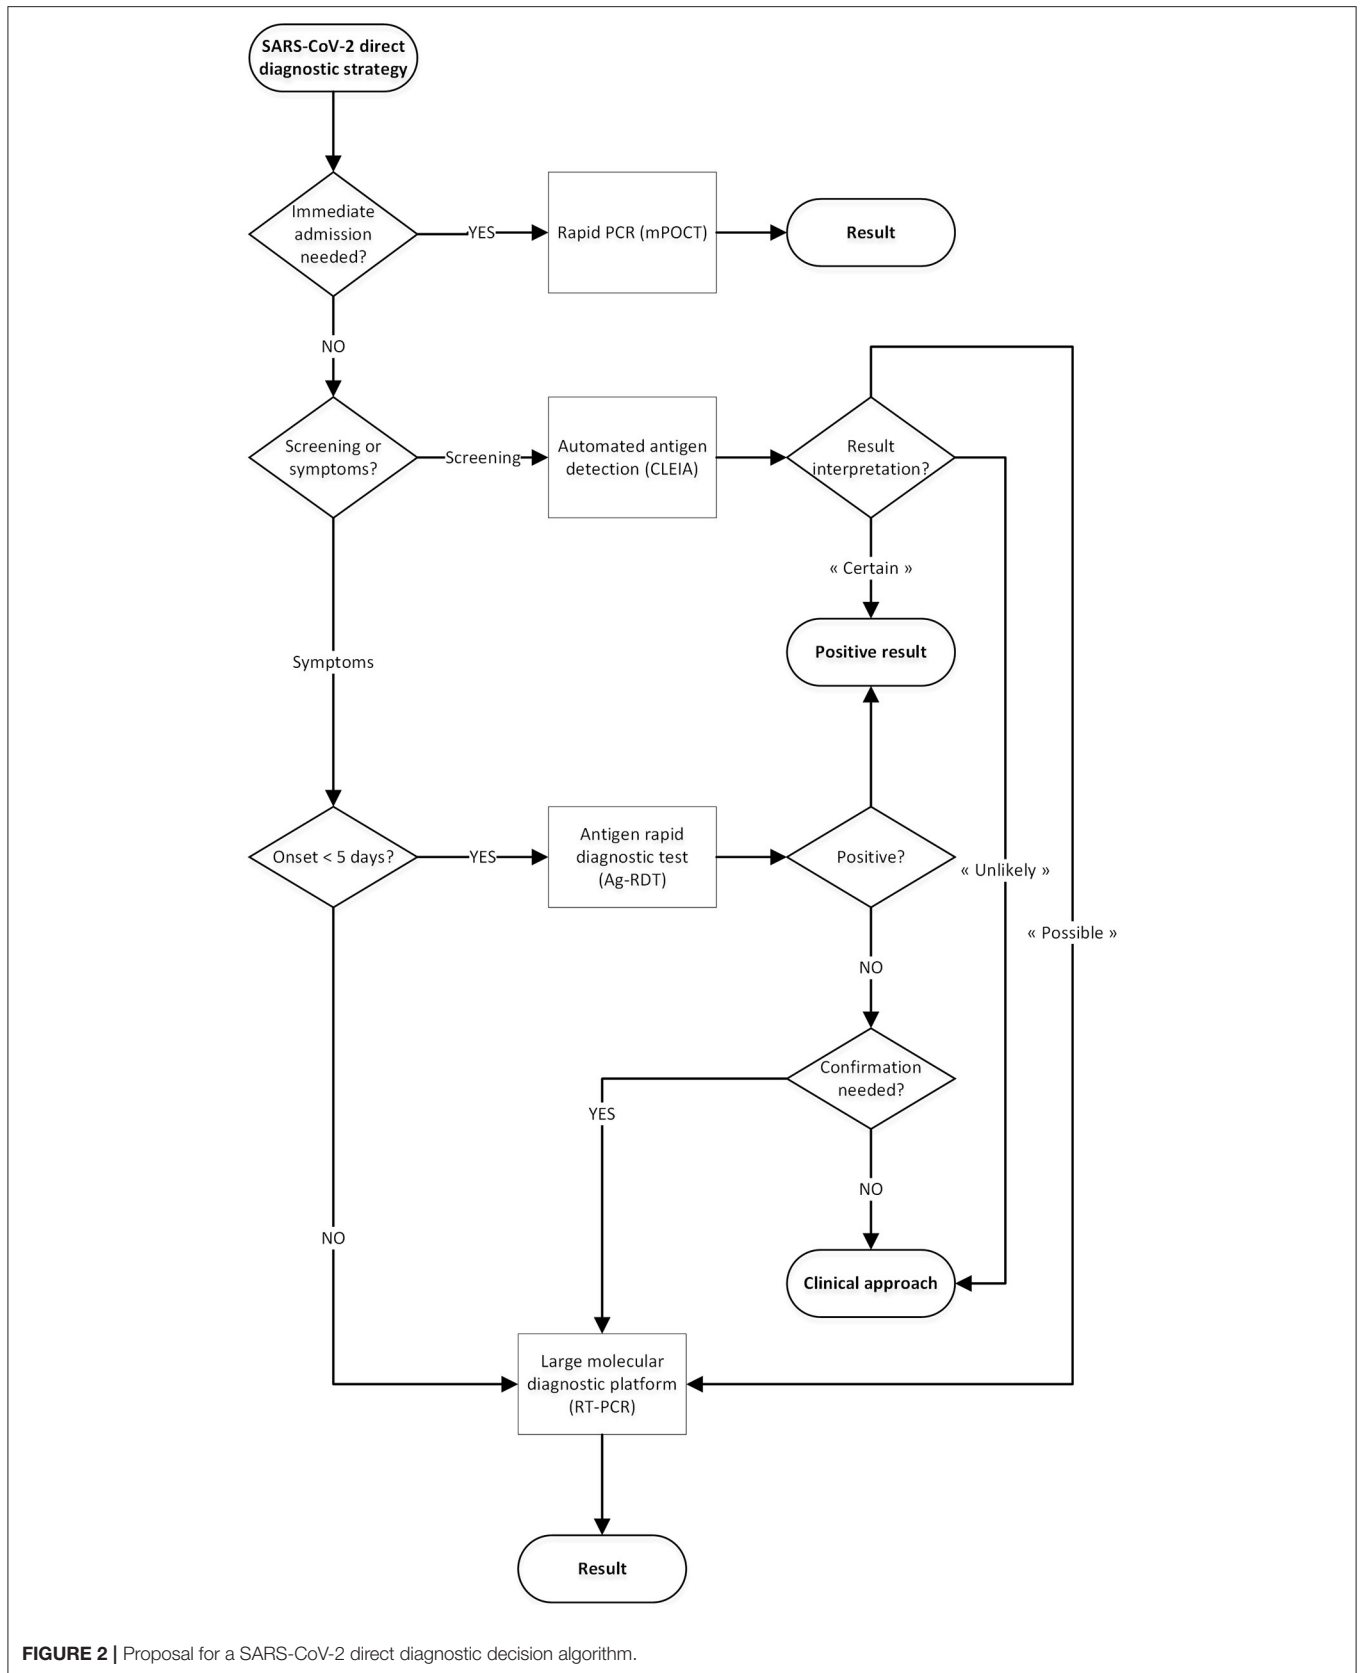 SARS-CoV-2 direct
diagnostic strategy
Immediate
admission
needed?
YES
Rapid PCR (mPOCT)
Result
NO
Screening or
symptoms?
Screening
Automated antigen
detection (CLEIA)
Result
interpretation?
« Certain »
Positive result
Symptoms
Onset < 5 days?
YES
Antigen rapid
diagnostic test
(Ag-RDT)
Positive?
« Unlikely »
« Possible »
NO
Confirmation
needed?
YES
NO
NO
Clinical approach
Large molecular
diagnostic platform
(RT-PCR)
Result
FIGURE 2 | Proposal for a SARS-CoV-2 direct diagnostic decision algorithm.